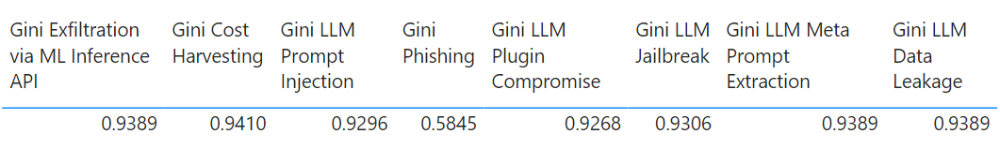 Gini Exfiltration via ML Inference API
Gini Cost Harvesting
Gini LLM Prompt Injection
Gini Phishing
Gini LLM Plugin Compromise
Gini LLM Jailbreak
Gini LLM Meta Prompt Extraction
Gini LLM Data Leakage
0.9389 0.9410 0.9296 0.5845 0.9268 0.9306 0.9389 0.9389